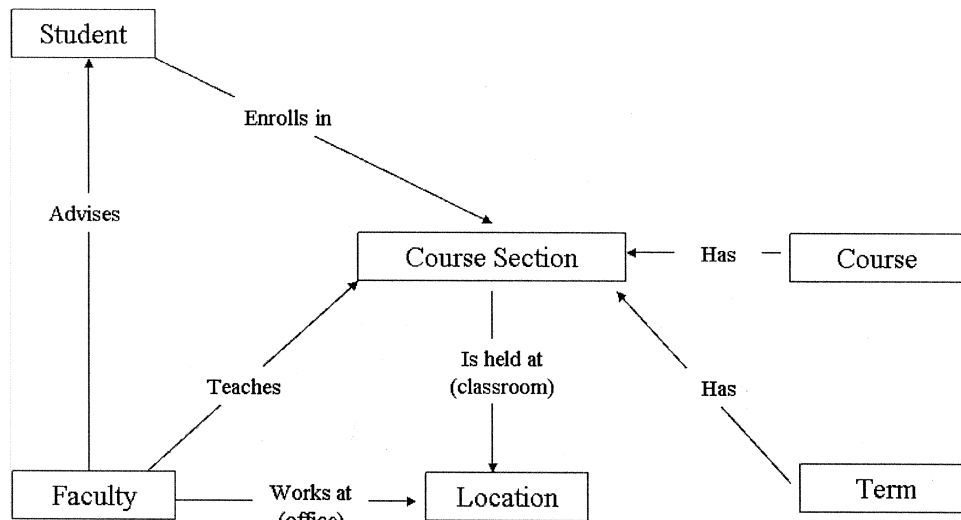 Student
Enrolls in
Advises
Course Section
Has
Course
Is held at
(classroom)
Teaches
Has
Faculty
Works at
(office)
Location
Term